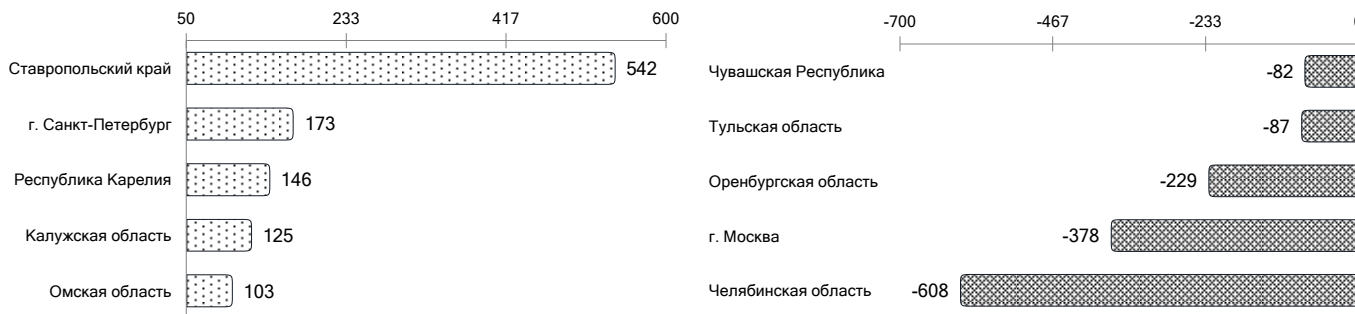 50 233 417 600
Ставропольский край 542
г. Санкт-Петербург 173
Республика Карелия 146
Калужская область 125
Омская область 103
-700 -467 -233
Чувашская Республика -82
Тульская область -87
Оренбургская область -229
г. Москва -378
Челябинская область -608